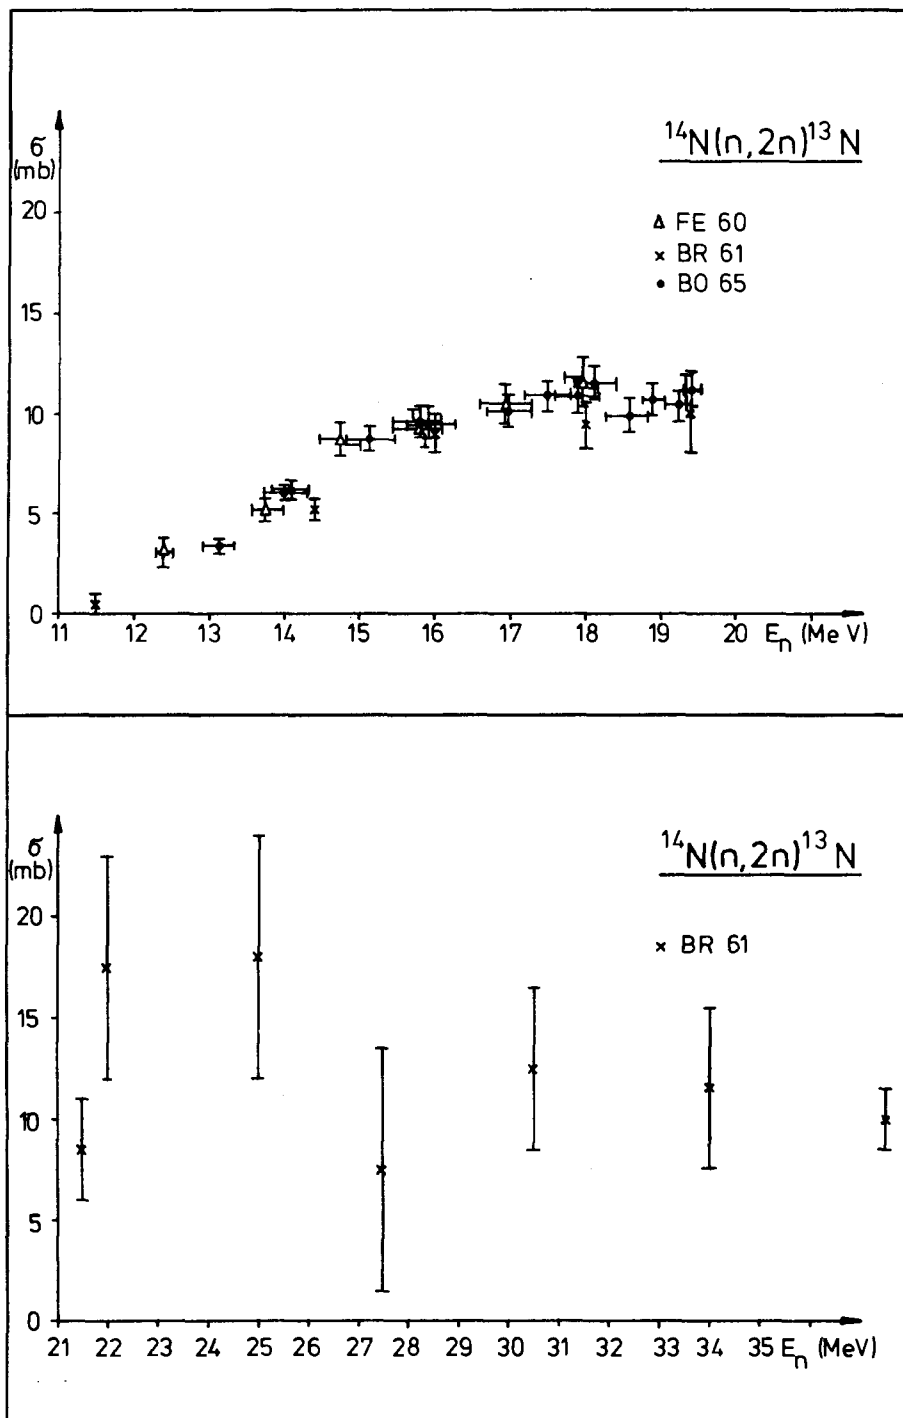 σ
(mb)
¹⁴N(n,2n)¹³N
20
Δ FE 60
× BR 61
• BO 65
15
10
5
0
11 12 13 14 15 16 17 18 19 20 Eₙ (MeV)
σ
(mb)
¹⁴N(n,2n)¹³N
20
× BR 61
15
10
5
0
21 22 23 24 25 26 27 28 29 30 31 32 33 34 35 Eₙ (MeV)